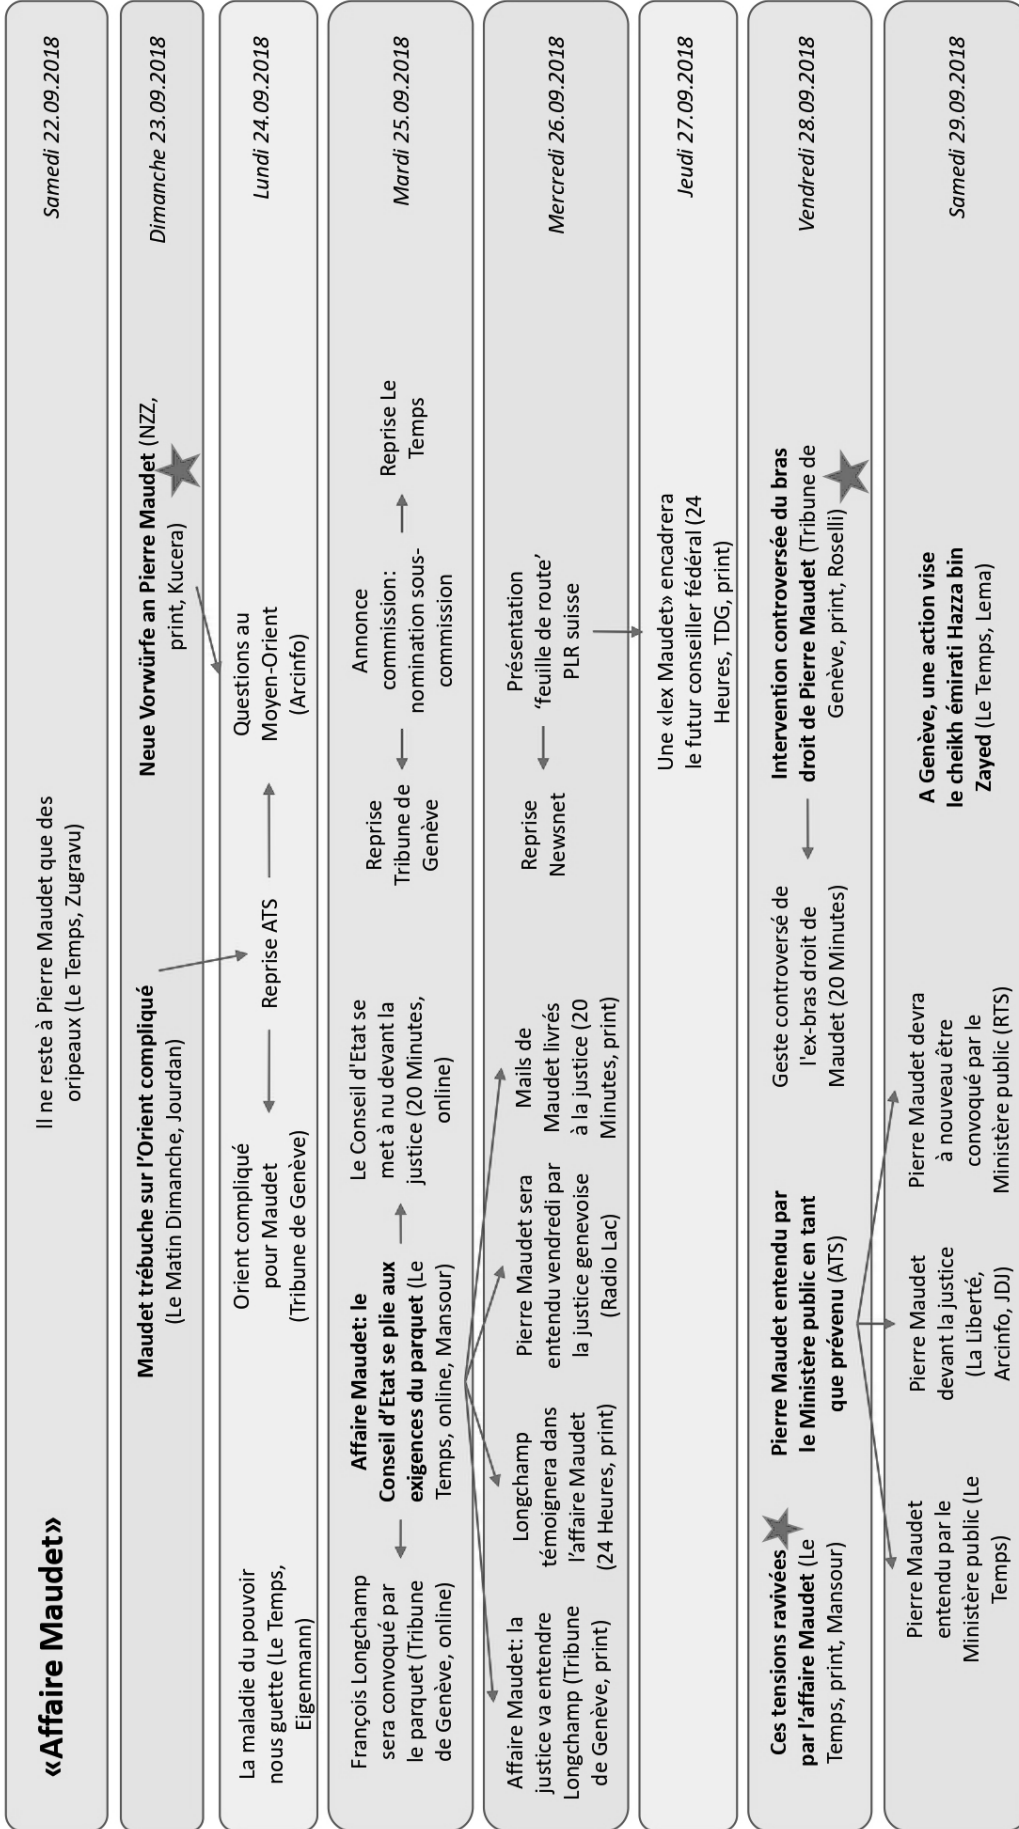 «Affaire Maudet»
Il ne reste à Pierre Maudet que des
oripeaux (Le Temps, Zugravu)
Samedi 22.09.2018
Maudet trébuche sur l'Orient compliqué
(Le Matin Dimanche, Jourdan)
Neue Vorwürfe an Pierre Maudet (NZZ,
print, Kucera)
Dimanche 23.09.2018
La maladie du pouvoir
nous guette (Le Temps,
Eigenmann)
Orient compliqué
pour Maudet
(Tribune de Genève)
Reprise ATS
Questions au
Moyen-Orient
(Arcinfo)
Lundi 24.09.2018
François Longchamp
sera convoqué par
le parquet (Tribune
de Genève, online)
Affaire Maudet: le
Conseil d'Etat se plie aux
exigences du parquet (Le
Temps, online, Mansour)
Le Conseil d'Etat se
met à nu devant la
justice (20 Minutes,
online)
Reprise
Tribune de
Genève
Annonce
commission:
nomination sous-
commission
Reprise Le
Temps
Mardi 25.09.2018
Affaire Maudet: la
justice va entendre
Longchamp (Tribune
de Genève, print)
Longchamp
témoignera dans
l'affaire Maudet
(24 Heures, print)
Pierre Maudet sera
entendu vendredi par
la justice genevoise
(Radio Lac)
Mails de
Maudet livrés
à la justice (20
Minutes, print)
Reprise
Newsnet
Présentation
'feuille de route'
PLR suisse
Mercredi 26.09.2018
Une «lex Maudet» encadrera
le futur conseiller fédéral (24
Heures, TDG, print)
Jeudi 27.09.2018
Ces tensions ravivées
par l'affaire Maudet (Le
Temps, print, Mansour)
Pierre Maudet entendu par
le Ministère public en tant
que prévenu (ATS)
Geste controversé de
l'ex-bras droit de
Maudet (20 Minutes)
Intervention controversée du bras
droit de Pierre Maudet (Tribune de
Genève, print, Roselli)
Vendredi 28.09.2018
Pierre Maudet
entendu par le
Ministère public (Le
Temps)
Pierre Maudet
devant la justice
(La Liberté,
Arcinfo, JDJ)
Pierre Maudet devra
à nouveau être
convoqué par le
Ministère public (RTS)
A Genève, une action vise
le cheikh émirati Hazza bin
Zayed (Le Temps, Lema)
Samedi 29.09.2018